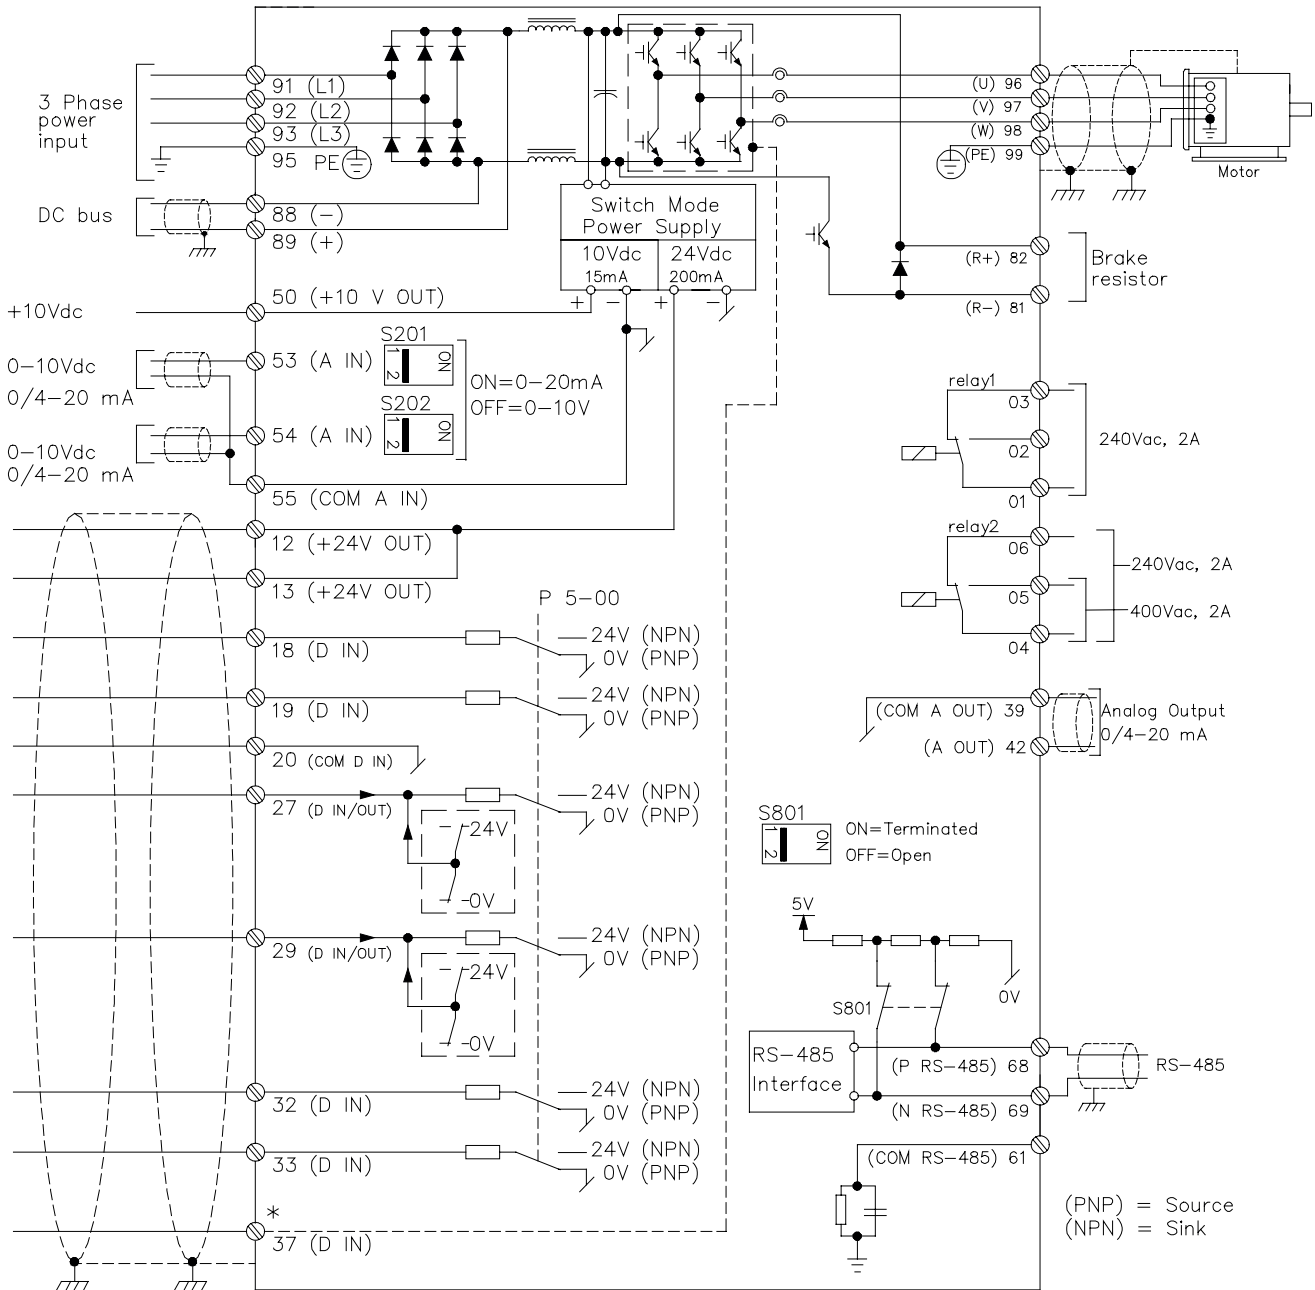 3 Phase
power
input
91 (L1)
92 (L2)
93 (L3)
95 PE
DC bus
88 (−)
89 (+)
Switch Mode
Power Supply
10Vdc
15mA
24Vdc
200mA
+ − + −
(U) 96
(V) 97
(W) 98
(PE) 99
Motor
(R+) 82
(R−) 81
Brake
resistor
+10Vdc
50 (+10 V OUT)
0−10Vdc
0/4−20 mA
53 (A IN)
S201
1 2
ON
ON=0−20mA
OFF=0−10V
S202
1 2
ON
0−10Vdc
0/4−20 mA
54 (A IN)
55 (COM A IN)
12 (+24V OUT)
13 (+24V OUT)
relay1
03
02
01
240Vac, 2A
relay2
06
05
04
240Vac, 2A
400Vac, 2A
P 5−00
18 (D IN)
24V (NPN)
0V (PNP)
19 (D IN)
24V (NPN)
0V (PNP)
20 (COM D IN)
27 (D IN/OUT)
24V (NPN)
0V (PNP)
24V
0V
29 (D IN/OUT)
24V (NPN)
0V (PNP)
24V
0V
32 (D IN)
24V (NPN)
0V (PNP)
33 (D IN)
24V (NPN)
0V (PNP)
*
37 (D IN)
(COM A OUT) 39
(A OUT) 42
Analog Output
0/4−20 mA
S801
1 2
ON
ON=Terminated
OFF=Open
5V
S801
0V
RS−485
Interface
(P RS−485) 68
(N RS−485) 69
RS−485
(COM RS−485) 61
(PNP) = Source
(NPN) = Sink